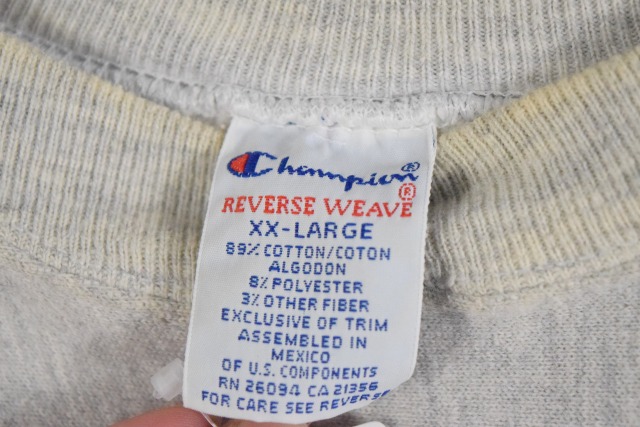 Champion®
REVERSE WEAVE®
XX-LARGE
89% COTTON/COTON
ALGODON
8% POLYESTER
3% OTHER FIBER
EXCLUSIVE OF TRIM
ASSEMBLED IN
MEXICO
OF U.S. COMPONENTS
RN 26094 CA 21356
FOR CARE SEE REVERSE